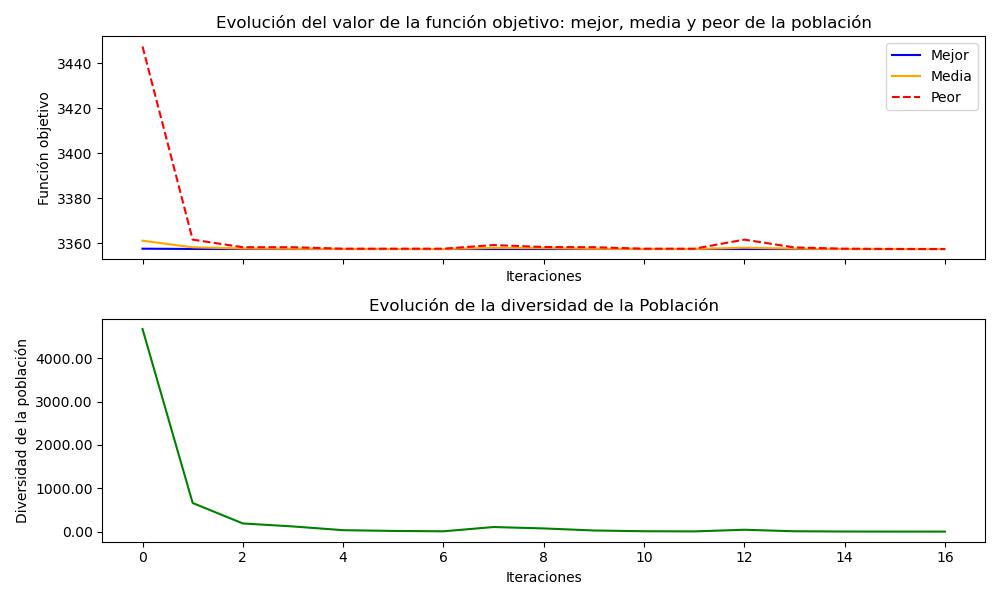 Evolución del valor de la función objetivo: mejor, media y peor de la población
Función objetivo
3440
3420
3400
3380
3360
Mejor
Media
Peor
Iteraciones
Evolución de la diversidad de la Población
Diversidad de la población
4000.00
3000.00
2000.00
1000.00
0.00
0 2 4 6 8 10 12 14 16
Iteraciones